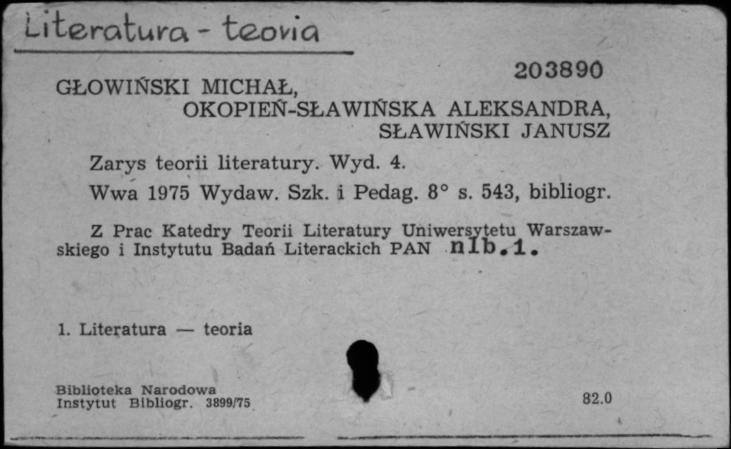 Literatura - teoria
203890
GŁOWIŃSKI MICHAŁ,
OKOPIEŃ-SŁAWIŃSKA ALEKSANDRA,
SŁAWIŃSKI JANUSZ
Zarys teorii literatury. Wyd. 4.
Wwa 1975 Wydaw. Szk. i Pedag. 8° s. 543, bibliogr.
Z Prac Katedry Teorii Literatury Uniwersytetu Warszaw-
skiego i Instytutu Badań Literackich PAN nlb.1.
1. Literatura — teoria
Biblioteka Narodowa
Instytut Bibliogr. 3899/75
82.0